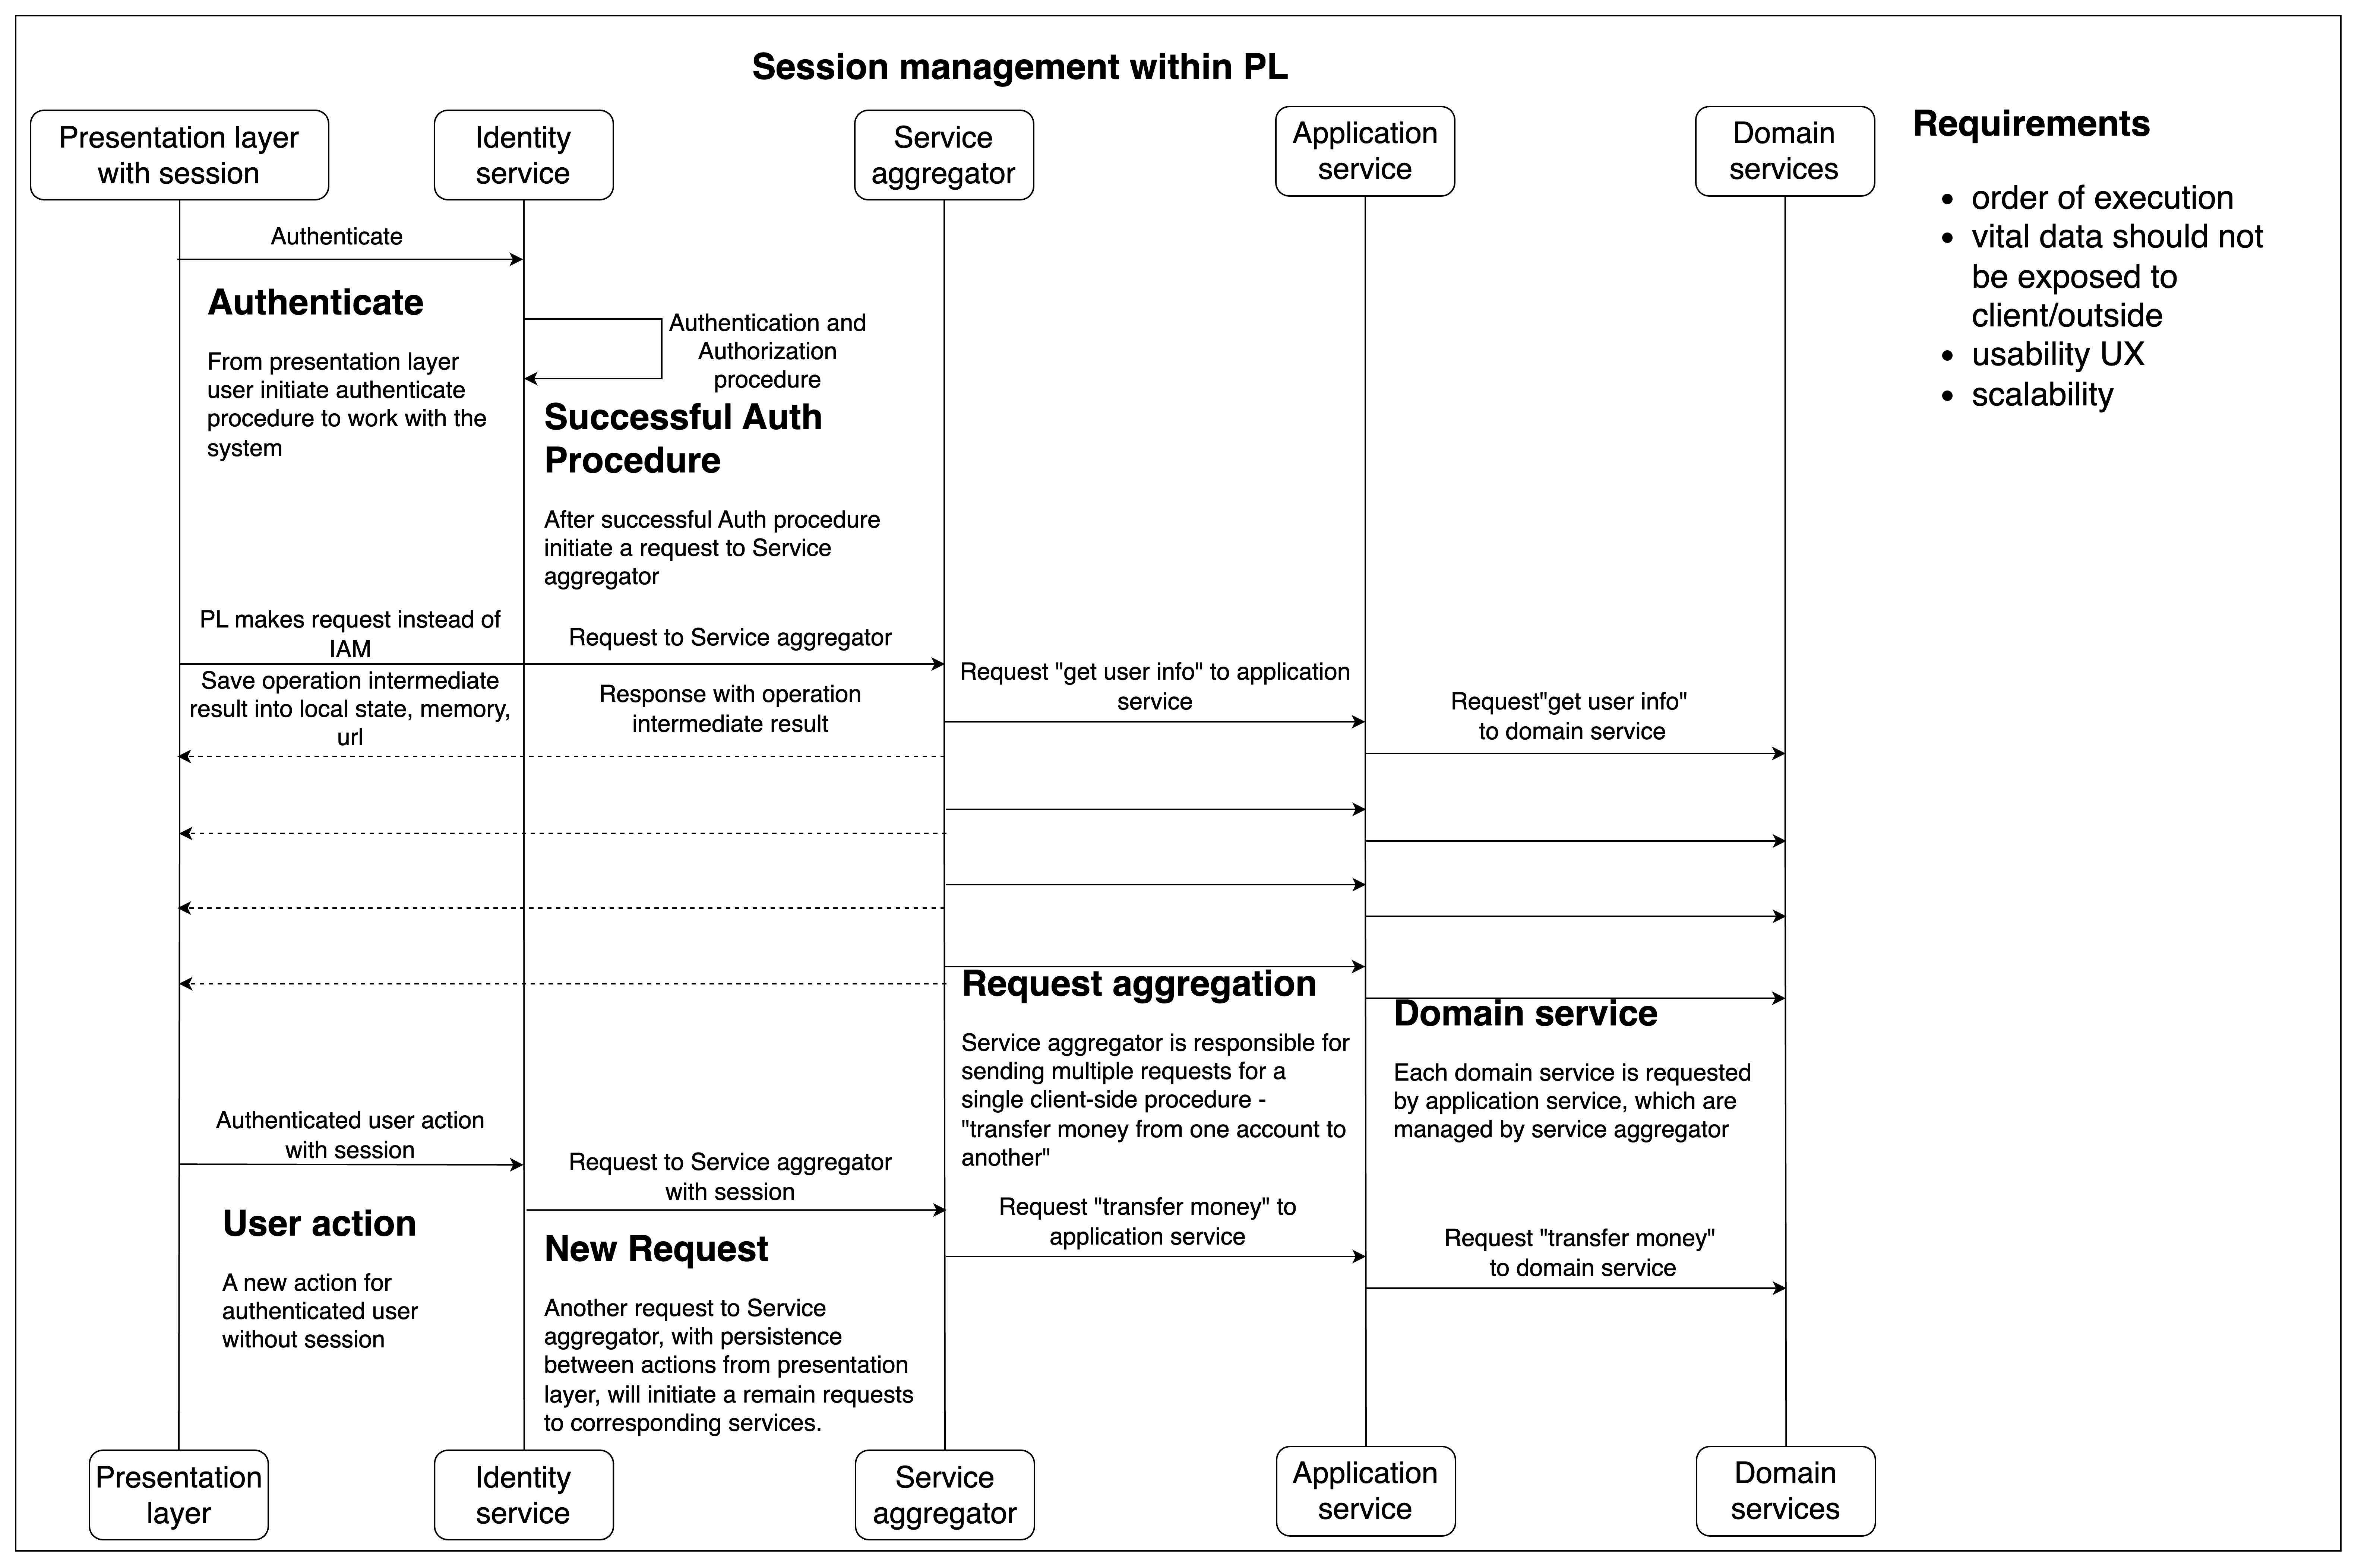 Session management within PL
Presentation layer
with session
Identity
service
Service
aggregator
Application
service
Domain
services
Requirements
• order of execution
• vital data should not
be exposed to
client/outside
• usability UX
• scalability
Authenticate
Authenticate
From presentation layer
user initiate authenticate
procedure to work with the
system
Authentication and
Authorization
procedure
Successful Auth
Procedure
After successful Auth procedure
initiate a request to Service
aggregator
PL makes request instead of
IAM
Request to Service aggregator
Save operation intermediate
result into local state, memory,
url
Response with operation
intermediate result
Request "get user info" to application
service
Request"get user info"
to domain service
Request aggregation
Service aggregator is responsible for
sending multiple requests for a
single client-side procedure -
"transfer money from one account to
another"
Domain service
Each domain service is requested
by application service, which are
managed by service aggregator
Authenticated user action
with session
Request to Service aggregator
with session
Request "transfer money" to
application service
Request "transfer money"
to domain service
User action
A new action for
authenticated user
without session
New Request
Another request to Service
aggregator, with persistence
between actions from presentation
layer, will initiate a remain requests
to corresponding services.
Presentation
layer
Identity
service
Service
aggregator
Application
service
Domain
services